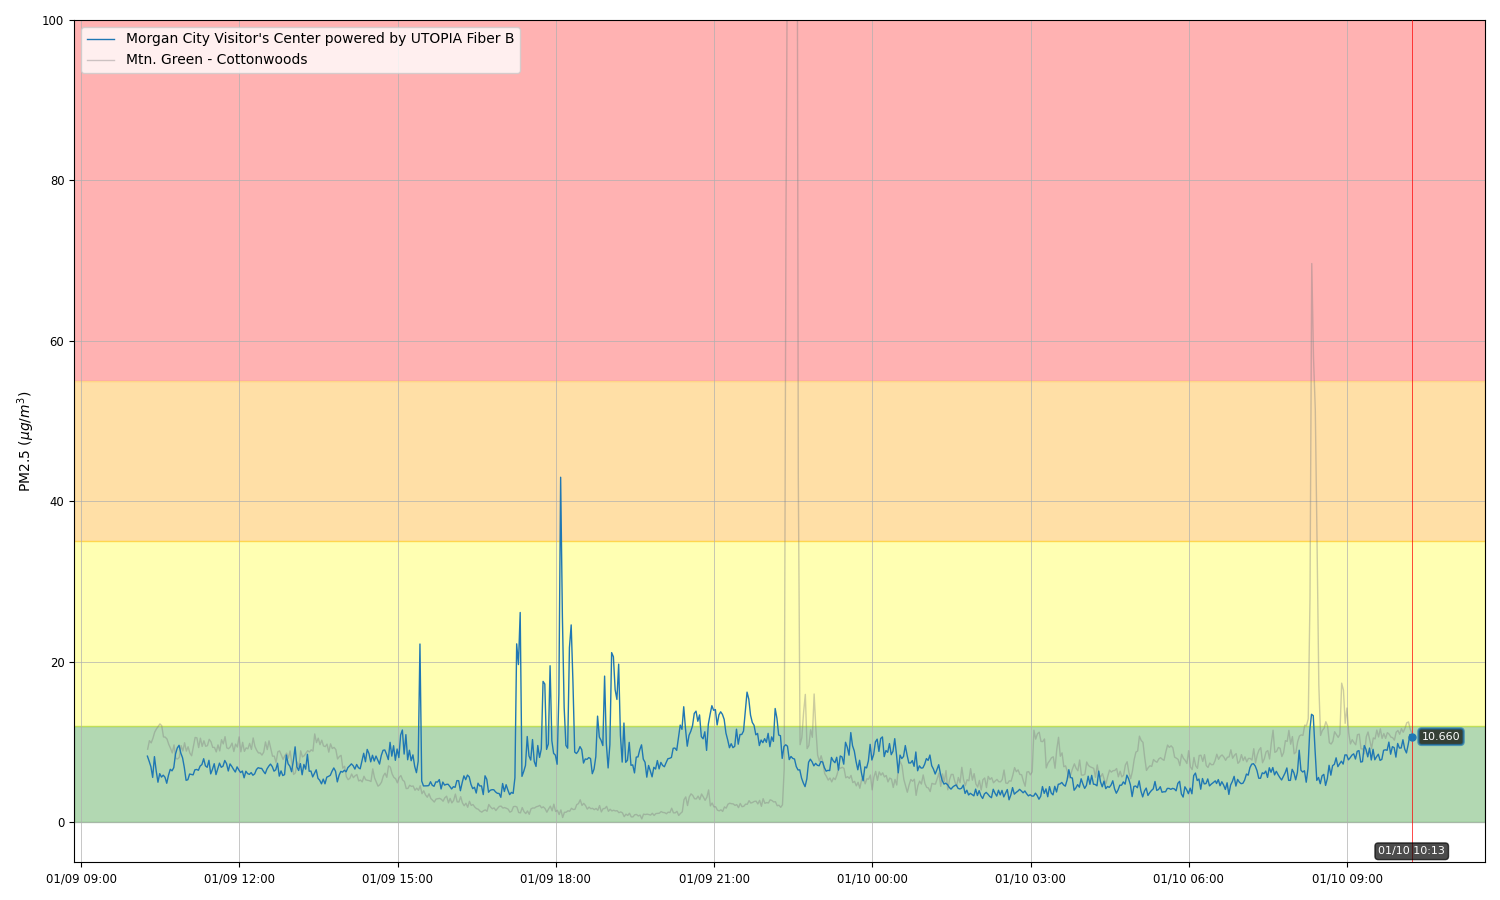 100
Morgan City Visitor's Center powered by UTOPIA Fiber B
Mtn. Green - Cottonwoods
80
60
PM2.5 (μg/m³)
40
20
10.660
0
01/10 10:13
01/09 09:00 01/09 12:00 01/09 15:00 01/09 18:00 01/09 21:00 01/10 00:00 01/10 03:00 01/10 06:00 01/10 09:00